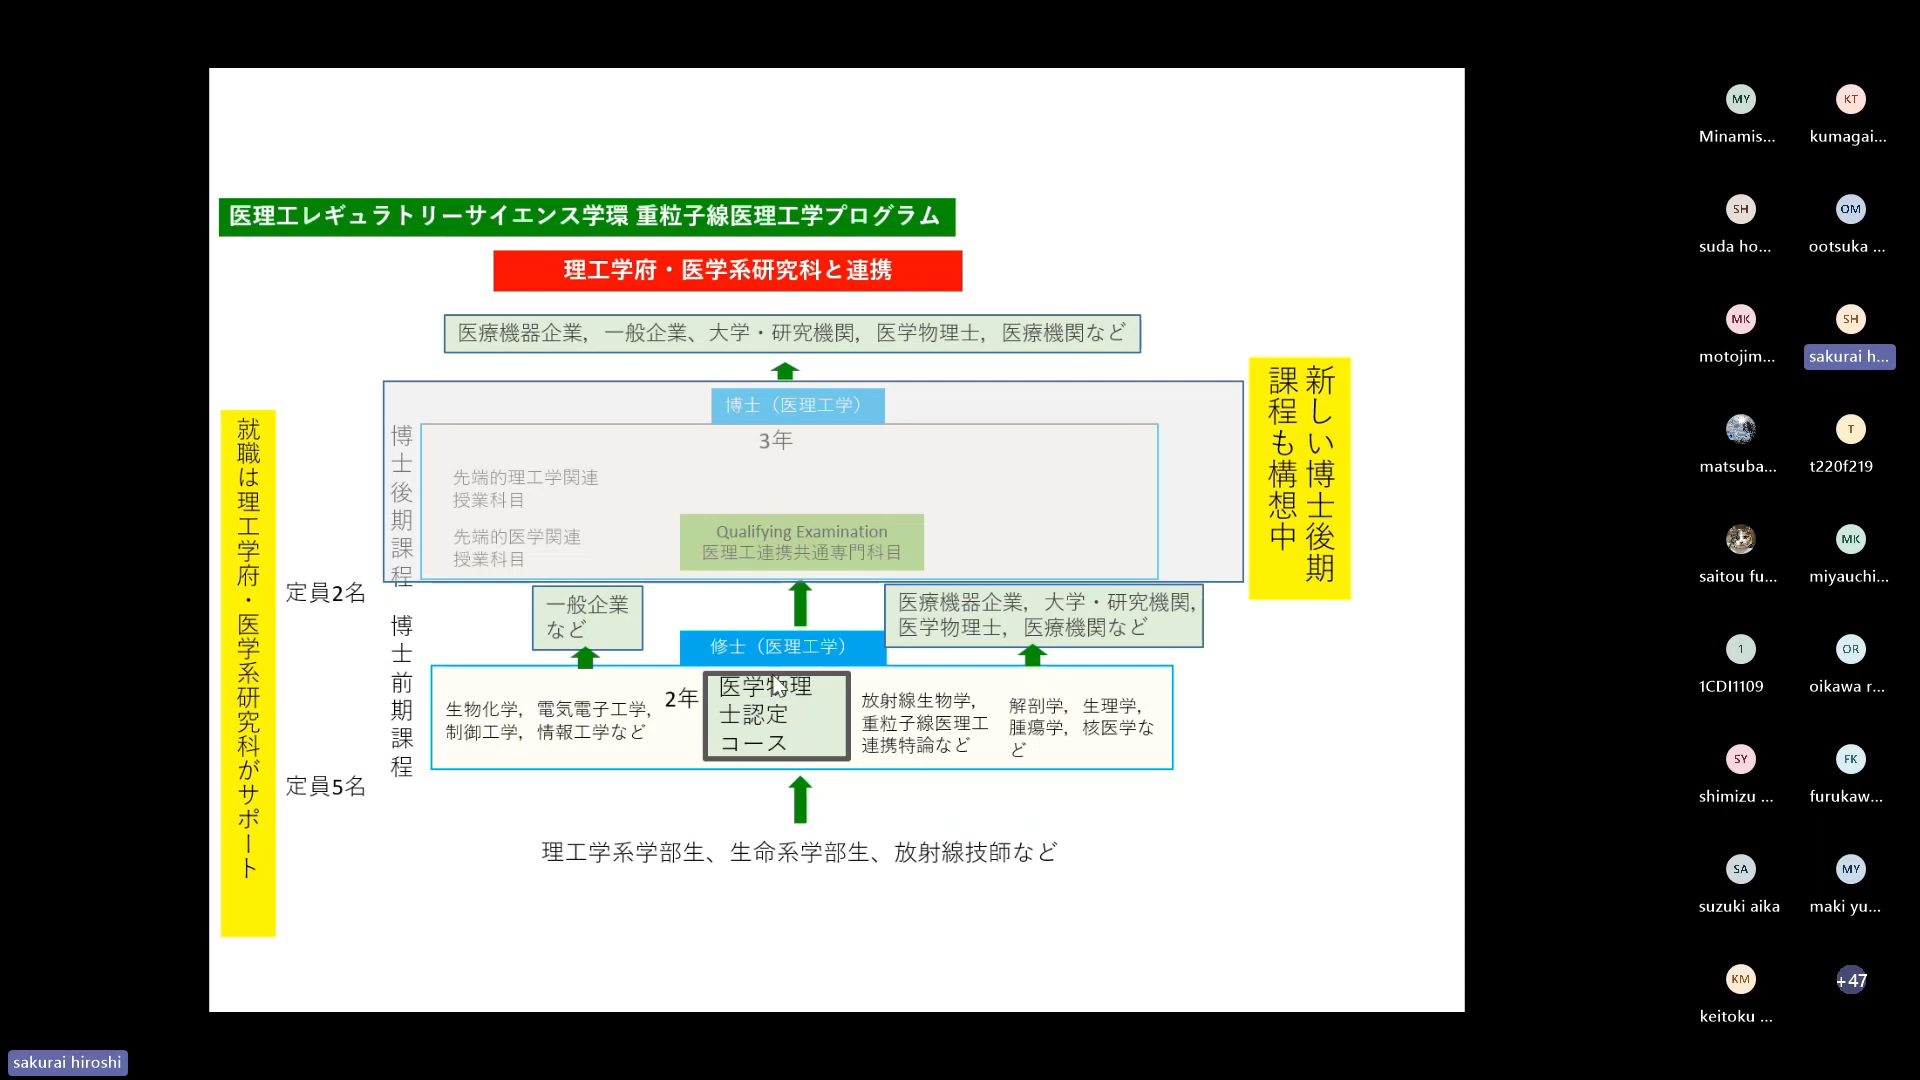 医理工レギュラトリーサイエンス学環 重粒子線医理工学プログラム
理工学府・医学系研究科と連携
医療機器企業，一般企業、大学・研究機関，医学物理士，医療機関など
博士（医理工学）
3年
博士後期課程
先端的理工学関連
授業科目
先端的医学関連
授業科目
Qualifying Examination
医理工連携共通専門科目
新しい博士後期
課程も構想中
就職は理工学府・医学系研究科がサポート
定員2名
一般企業
など
医療機器企業，大学・研究機関，
医学物理士，医療機関など
修士（医理工学）
博士前期課程
生物化学，電気電子工学，
制御工学，情報工学など
2年
医学物理
士認定
コース
放射線生物学，
重粒子線医理工
連携特論など
解剖学，生理学，
腫瘍学，核医学な
ど
定員5名
理工学系学部生、生命系学部生、放射線技師など
MY
Minamis...
KT
kumagai...
SH
suda ho...
OM
ootsuka ...
MK
motojim...
SH
sakurai h...
matsuba...
T
t220f219
saitou fu...
MK
miyauchi...
1
1CDI1109
OR
oikawa r...
SY
shimizu ...
FK
furukaw...
SA
suzuki aika
MY
maki yu...
KM
keitoku ...
+47
sakurai hiroshi